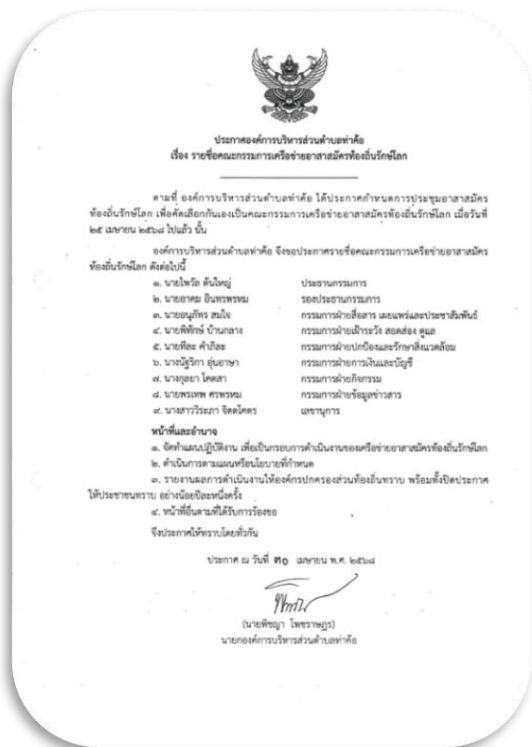 ประกาศองค์การบริหารส่วนตำบลท่าค้อ
เรื่อง รายชื่อคณะกรรมการเครือข่ายอาสาสมัครท้องถิ่นรักษ์โลก
ตามที่ องค์การบริหารส่วนตำบลท่าค้อ ได้ประกาศกำหนดการประชุมอาสาสมัคร
ท้องถิ่นรักษ์โลก เพื่อคัดเลือกกันเองเป็นคณะกรรมการเครือข่ายอาสาสมัครท้องถิ่นรักษ์โลก เมื่อวันที่
๒๕ เมษายน ๒๕๖๘ ไปแล้ว นั้น
องค์การบริหารส่วนตำบลท่าค้อ จึงขอประกาศรายชื่อคณะกรรมการเครือข่ายอาสาสมัคร
ท้องถิ่นรักษ์โลก ดังต่อไปนี้
๑. นายไพวัล ต้นใหญ่ ประธานกรรมการ
๒. นายอาคม อินทรพรหม รองประธานกรรมการ
๓. นายอนุภัทร สมใจ กรรมการฝ่ายสื่อสาร เผยแพร่และประชาสัมพันธ์
๔. นายพิทักษ์ บ้านกลาง กรรมการฝ่ายเฝ้าระวัง สอดส่อง ดูแล
๕. นายทีละ คำภิละ กรรมการฝ่ายปกป้องและรักษาสิ่งแวดล้อม
๖. นางนัฐริกา อุ่นอาษา กรรมการฝ่ายการเงินและบัญชี
๗. นางกุลยา โคตสา กรรมการฝ่ายกิจกรรม
๘. นายพรเทพ ศรพรหม กรรมการฝ่ายข้อมูลข่าวสาร
๙. นางสาววิระภา จิตตโคตร เลขานุการ
หน้าที่และอำนาจ
๑. จัดทำแผนปฏิบัติงาน เพื่อเป็นกรอบการดำเนินงานของเครือข่ายอาสาสมัครท้องถิ่นรักษ์โลก
๒. ดำเนินการตามแผนหรือนโยบายที่กำหนด
๓. รายงานผลการดำเนินงานให้องค์กรปกครองส่วนท้องถิ่นทราบ พร้อมทั้งปิดประกาศ
ให้ประชาชนทราบ อย่างน้อยปีละหนึ่งครั้ง
๔. หน้าที่อื่นตามที่ได้รับการร้องขอ
จึงประกาศให้ทราบโดยทั่วกัน
ประกาศ ณ วันที่ ๓๐ เมษายน พ.ศ. ๒๕๖๘
(นายพิชญา โพชราษฎร)
นายกองค์การบริหารส่วนตำบลท่าค้อ